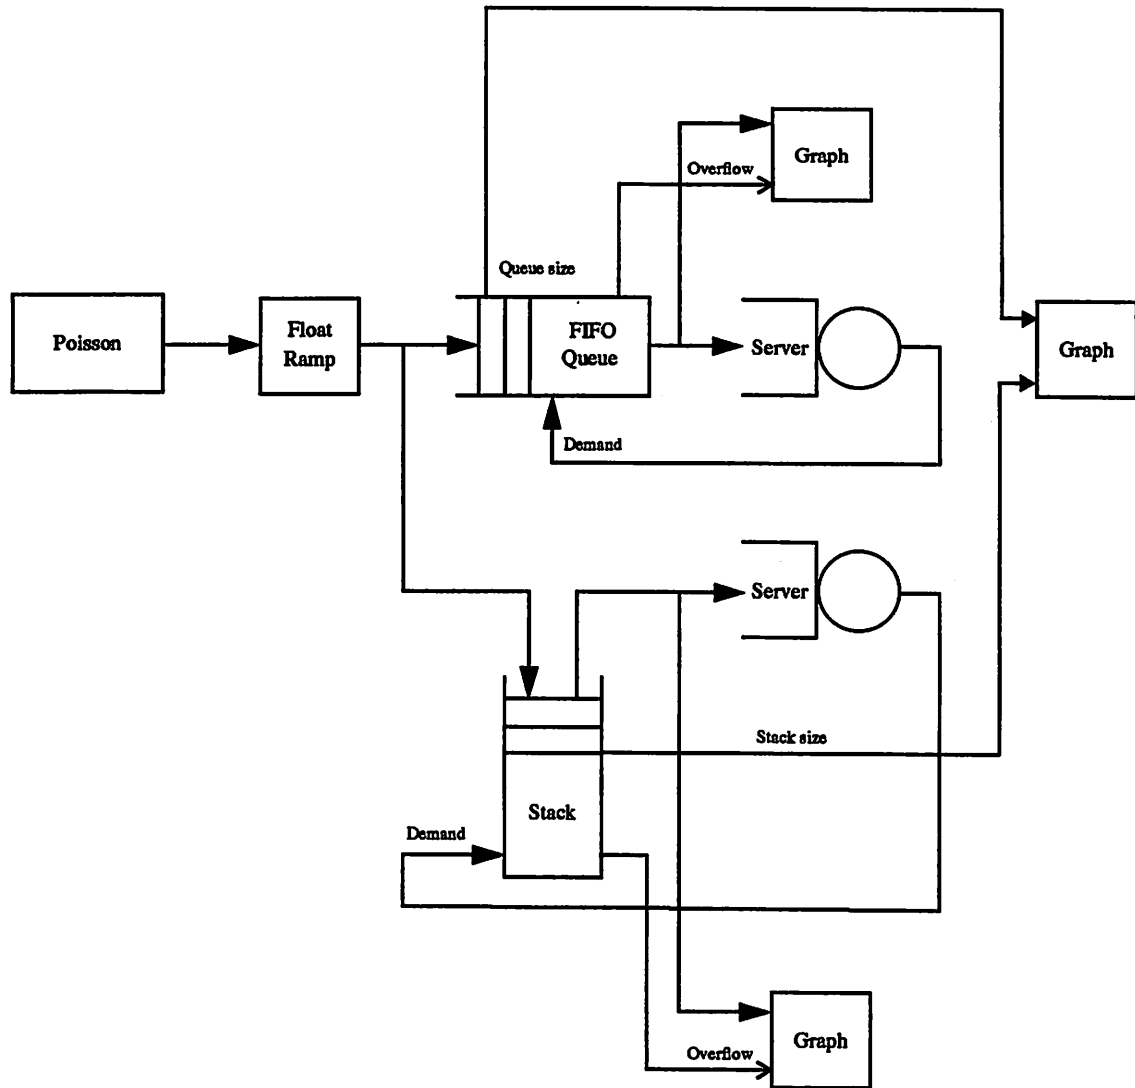 Graph
Overflow
Queue size
Poisson
Float
Ramp
FIFO
Queue
Server
Graph
Demand
Server
Stack size
Stack
Demand
Graph
Overflow